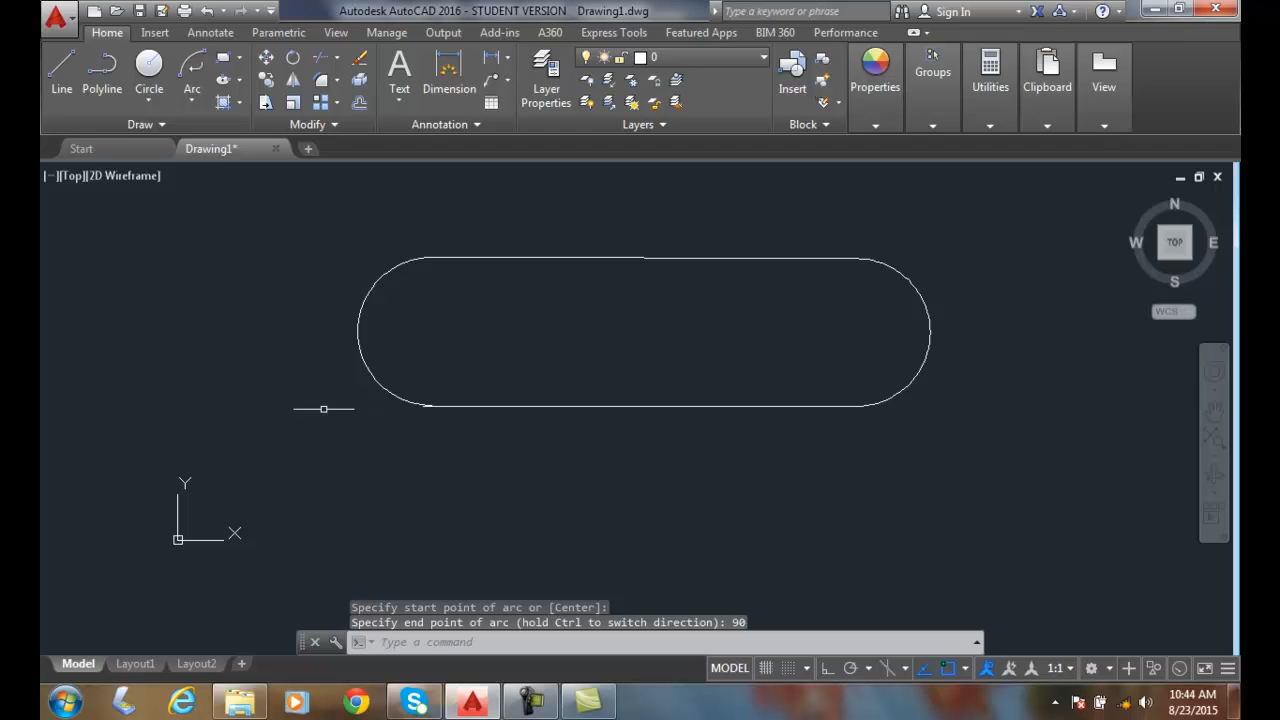 Autodesk AutoCAD 2016 - STUDENT VERSION Drawing1.dwg
Type a keyword or phrase
Sign In
Home Insert Annotate Parametric View Manage Output Add-ins A360 Express Tools Featured Apps BIM 360 Performance
0
Line Polyline Circle Arc Text Dimension Layer Properties Insert Properties Groups Utilities Clipboard View
Draw Modify Annotation Layers Block
Start Drawing1*
[−][Top][2D Wireframe]
N
W TOP E
S
WCS
Y
X
Specify start point of arc or [Center]:
Specify end point of arc (hold Ctrl to switch direction): 90
Type a command
Model Layout1 Layout2 MODEL 1:1
10:44 AM
8/23/2015